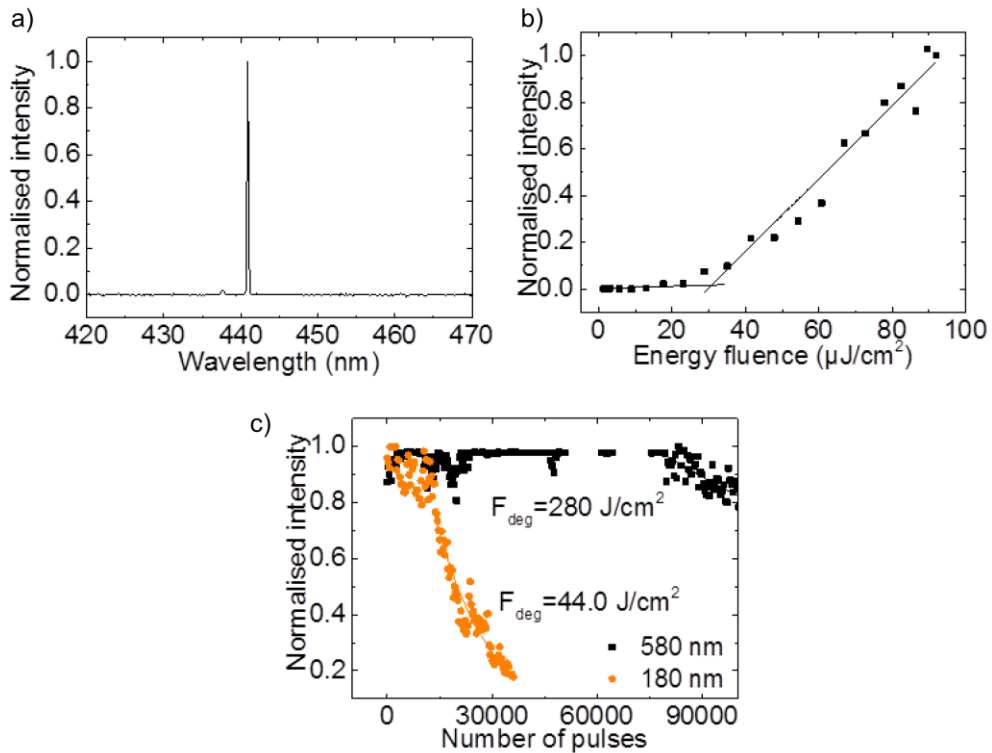 a)
Normalised intensity
1.0
0.8
0.6
0.4
0.2
0.0
420 430 440 450 460 470
Wavelength (nm)
b)
Normalised intensity
1.0
0.8
0.6
0.4
0.2
0.0
0 20 40 60 80 100
Energy fluence (µJ/cm²)
c)
Normalised intensity
1.0
0.8
0.6
0.4
0.2
F_deg=280 J/cm²
F_deg=44.0 J/cm²
580 nm
180 nm
0 30000 60000 90000
Number of pulses